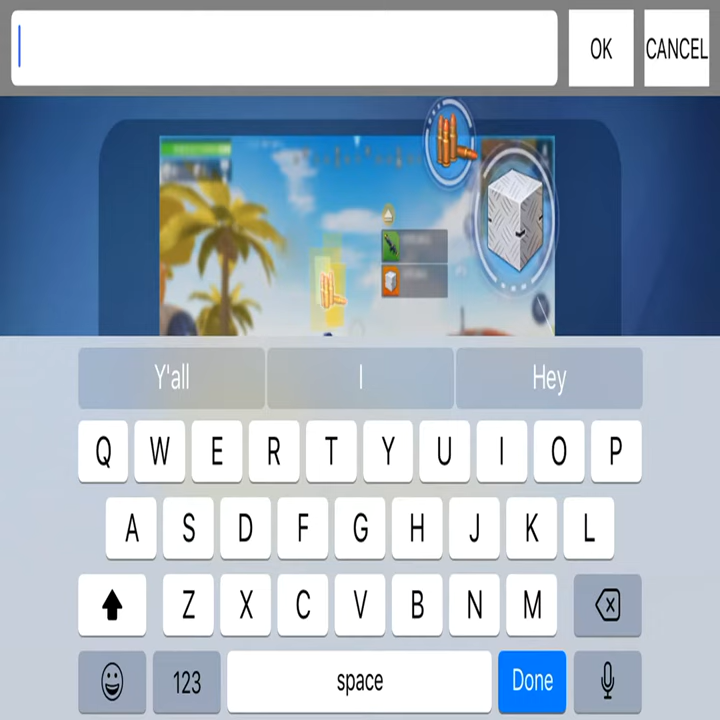 OK CANCEL
Y'all I Hey
Q W E R T Y U I O P
A S D F G H J K L
Z X C V B N M
123 space Done